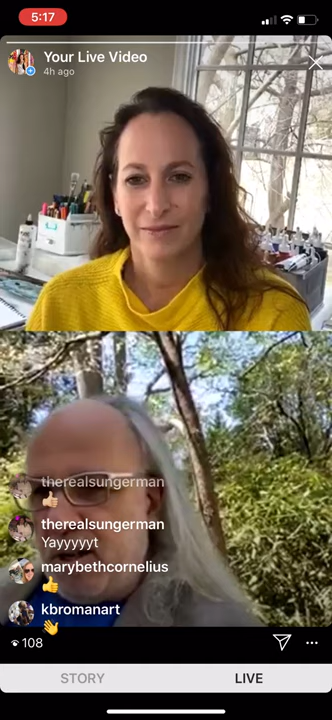 5:17
Your Live Video
4h ago
therealsungerman
therealsungerman
Yayyyyyt
marybethcornelius
kbromanart
108
STORY
LIVE